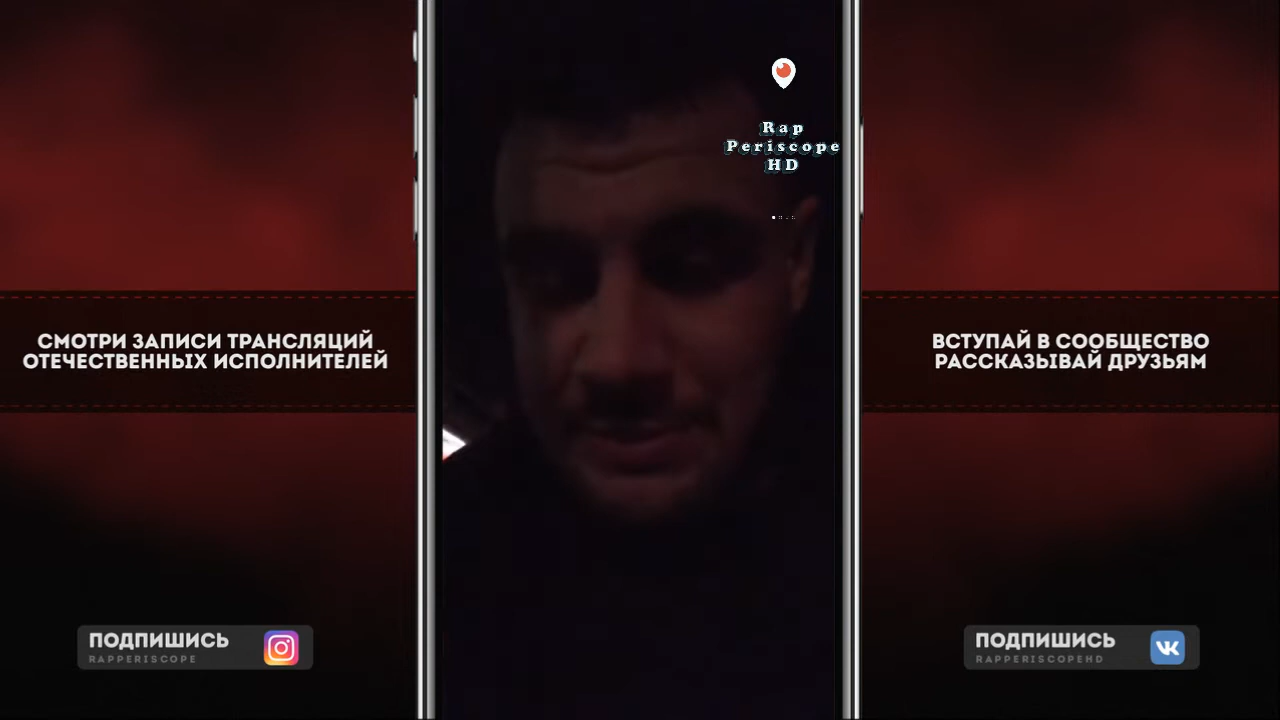 Rap
Periscope
HD
СМОТРИ ЗАПИСИ ТРАНСЛЯЦИЙ
ОТЕЧЕСТВЕННЫХ ИСПОЛНИТЕЛЕЙ
ВСТУПАЙ В СООБЩЕСТВО
РАССКАЗЫВАЙ ДРУЗЬЯМ
ПОДПИШИСЬ
RAPPERISCOPE
ПОДПИШИСЬ
RAPPERISCOPEHD